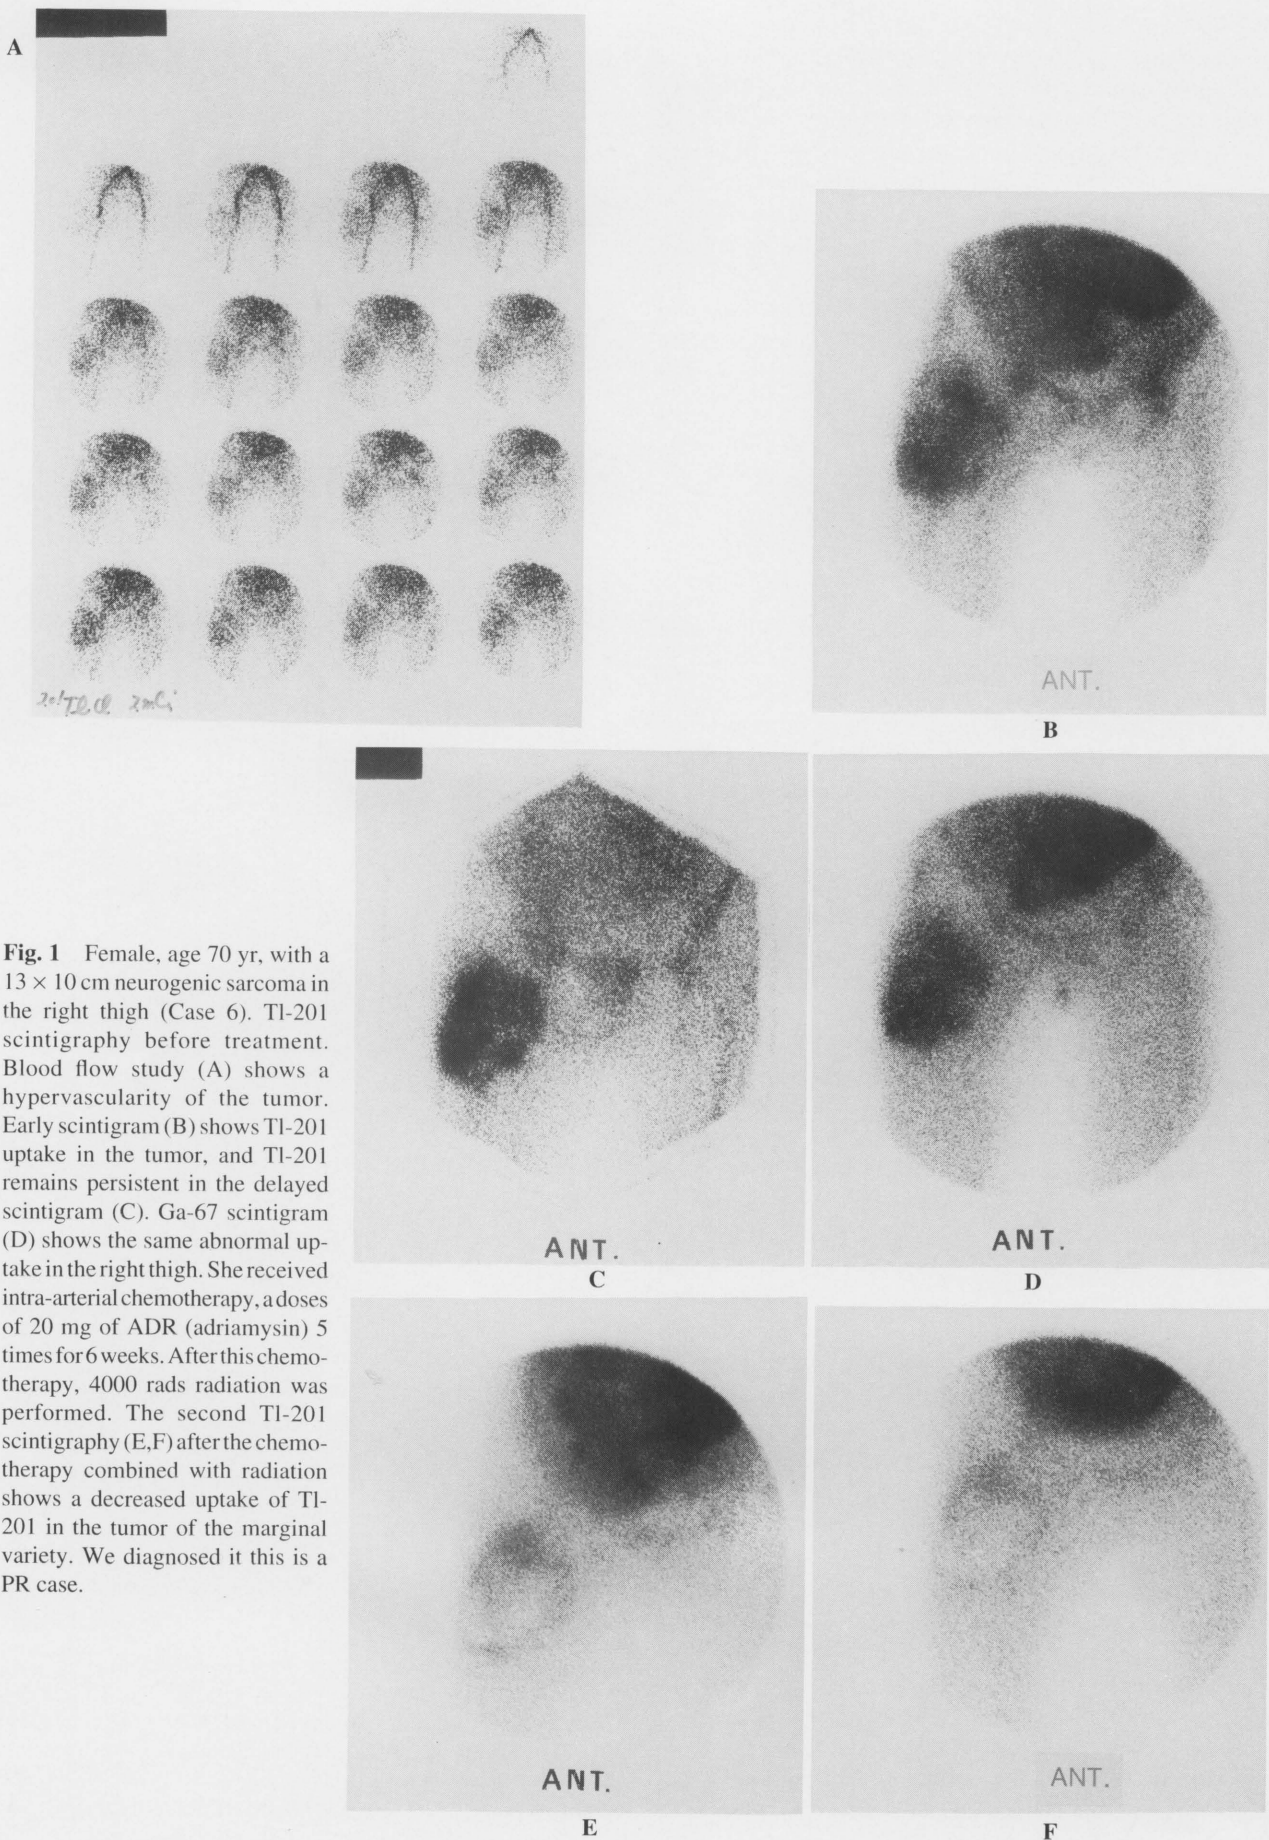 A
201TlCl 2mCi
ANT.
B
ANT.
C
ANT.
D
Fig. 1 Female, age 70 yr, with a
13 × 10 cm neurogenic sarcoma in
the right thigh (Case 6). Tl-201
scintigraphy before treatment.
Blood flow study (A) shows a
hypervascularity of the tumor.
Early scintigram (B) shows Tl-201
uptake in the tumor, and Tl-201
remains persistent in the delayed
scintigram (C). Ga-67 scintigram
(D) shows the same abnormal up-
take in the right thigh. She received
intra-arterial chemotherapy, a doses
of 20 mg of ADR (adriamysin) 5
times for 6 weeks. After this chemo-
therapy, 4000 rads radiation was
performed. The second Tl-201
scintigraphy (E,F) after the chemo-
therapy combined with radiation
shows a decreased uptake of Tl-
201 in the tumor of the marginal
variety. We diagnosed it this is a
PR case.
ANT.
E
ANT.
F